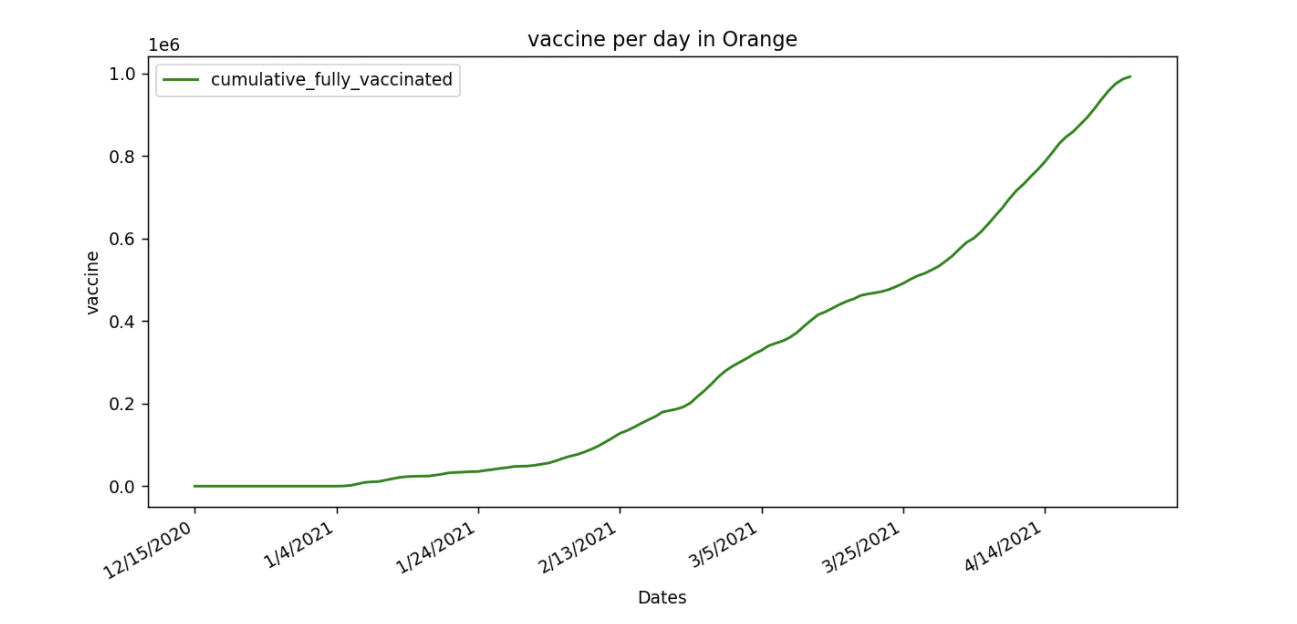 vaccine per day in Orange
1e6
cumulative_fully_vaccinated
1.0
0.8
0.6
0.4
0.2
0.0
vaccine
12/15/2020
1/4/2021
1/24/2021
2/13/2021
3/5/2021
3/25/2021
4/14/2021
Dates